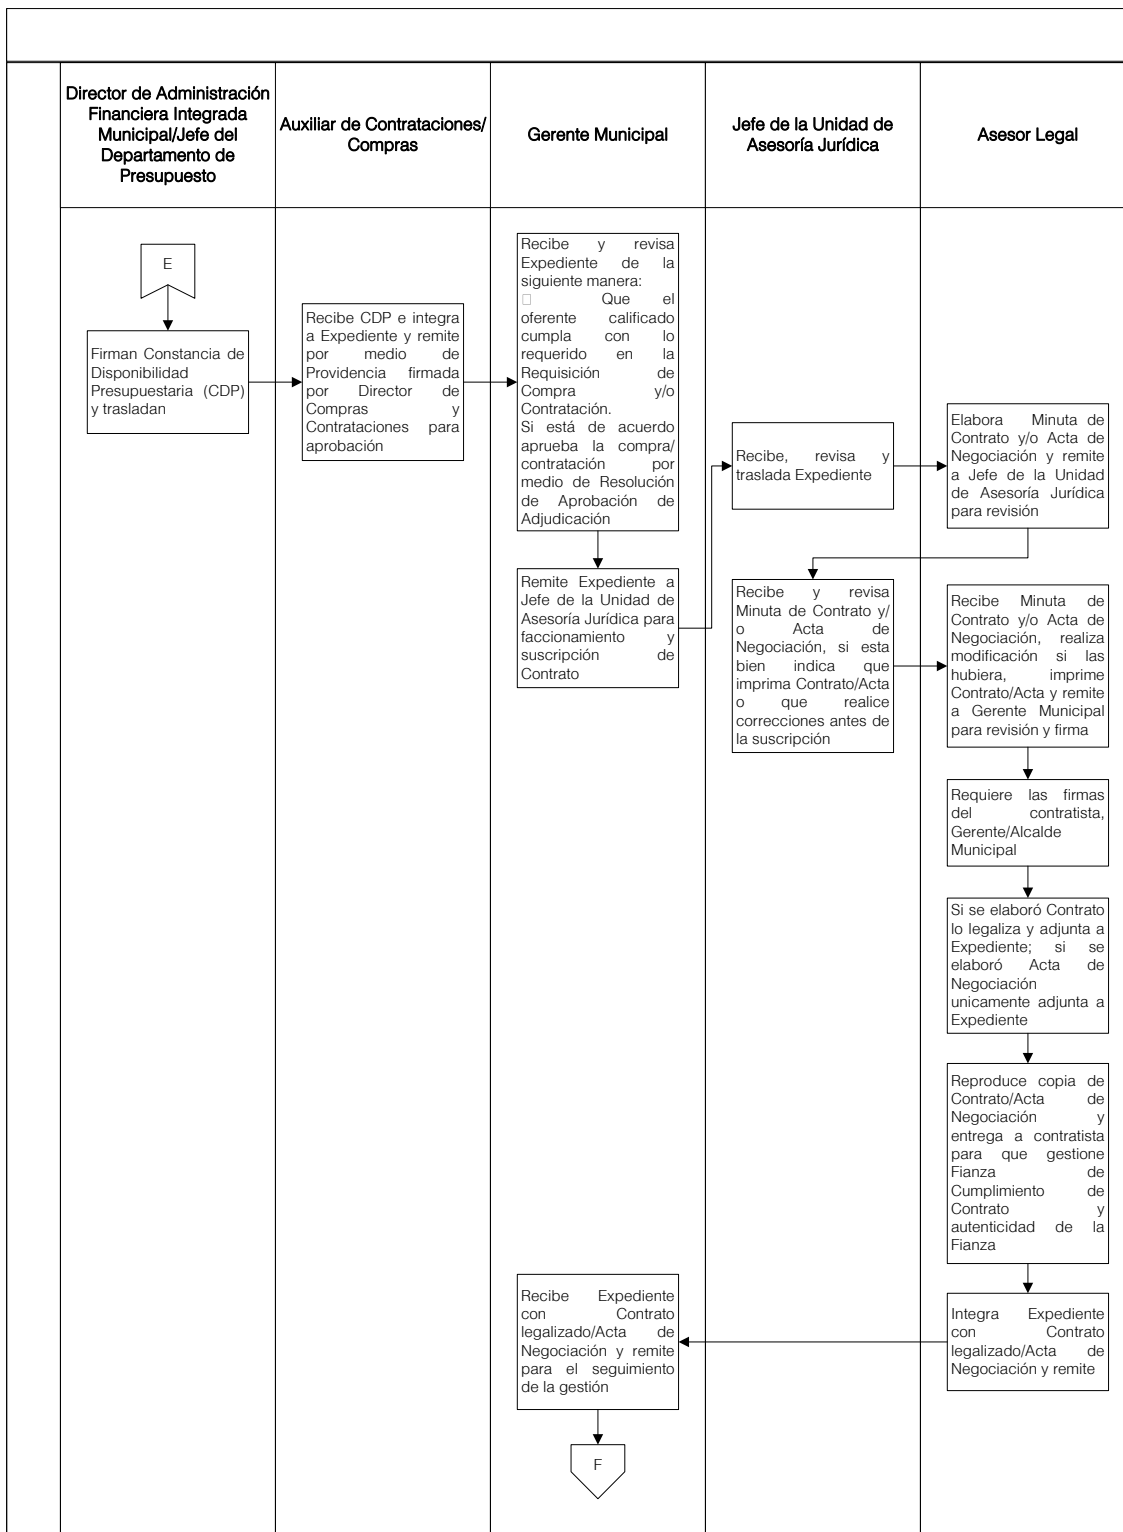 Director de Administración
Financiera Integrada
Municipal/Jefe del
Departamento de
Presupuesto
Auxiliar de Contrataciones/
Compras
Gerente Municipal
Jefe de la Unidad de
Asesoría Jurídica
Asesor Legal
E
Firman Constancia de
Disponibilidad
Presupuestaria (CDP)
y trasladan
Recibe CDP e integra
a Expediente y remite
por medio de
Providencia firmada
por Director de
Compras y
Contrataciones para
aprobación
Recibe y revisa
Expediente de la
siguiente manera:
Que el
oferente calificado
cumpla con lo
requerido en la
Requisición de
Compra y/o
Contratación.
Si está de acuerdo
aprueba la compra/
contratación por
medio de Resolución
de Aprobación de
Adjudicación
Remite Expediente a
Jefe de la Unidad de
Asesoría Jurídica para
faccionamiento y
suscripción de
Contrato
Recibe, revisa y
traslada Expediente
Elabora Minuta de
Contrato y/o Acta de
Negociación y remite
a Jefe de la Unidad
de Asesoría Jurídica
para revisión
Recibe y revisa
Minuta de Contrato y/
o Acta de
Negociación, si esta
bien indica que
imprima Contrato/Acta
o que realice
correcciones antes de
la suscripción
Recibe Minuta de
Contrato y/o Acta de
Negociación, realiza
modificación si las
hubiera, imprime
Contrato/Acta y remite
a Gerente Municipal
para revisión y firma
Requiere las firmas
del contratista,
Gerente/Alcalde
Municipal
Si se elaboró Contrato
lo legaliza y adjunta a
Expediente; si se
elaboró Acta de
Negociación
unicamente adjunta a
Expediente
Reproduce copia de
Contrato/Acta de
Negociación y
entrega a contratista
para que gestione
Fianza de
Cumplimiento de
Contrato y
autenticidad de la
Fianza
Integra Expediente
con Contrato
legalizado/Acta de
Negociación y remite
Recibe Expediente
con Contrato
legalizado/Acta de
Negociación y remite
para el seguimiento
de la gestión
F